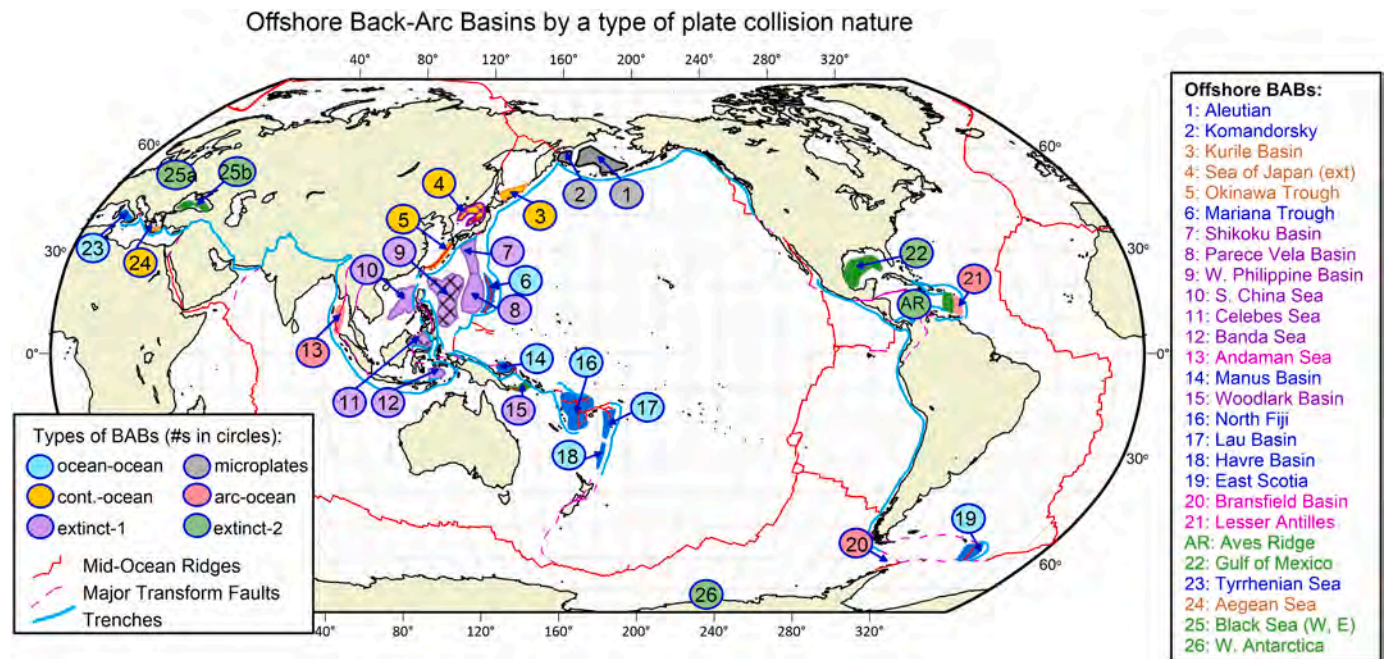 Offshore Back-Arc Basins by a type of plate collision nature
40° 80° 120° 160° 200° 240° 280° 320°
60° 60°
30° 30°
0° 0°
30°
60°
40° 80° 120° 160° 200° 240° 280° 320°
25a 25b 4 3 2 1
23 24 5 9 7 10 6 8
22 21 AR
13 14 16 11 12 15 17 18
19 20 26
Types of BABs (#s in circles):
ocean-ocean microplates
cont.-ocean arc-ocean
extinct-1 extinct-2
Mid-Ocean Ridges
Major Transform Faults
Trenches
Offshore BABs:
1: Aleutian
2: Komandorsky
3: Kurile Basin
4: Sea of Japan (ext)
5: Okinawa Trough
6: Mariana Trough
7: Shikoku Basin
8: Parece Vela Basin
9: W. Philippine Basin
10: S. China Sea
11: Celebes Sea
12: Banda Sea
13: Andaman Sea
14: Manus Basin
15: Woodlark Basin
16: North Fiji
17: Lau Basin
18: Havre Basin
19: East Scotia
20: Bransfield Basin
21: Lesser Antilles
AR: Aves Ridge
22: Gulf of Mexico
23: Tyrrhenian Sea
24: Aegean Sea
25: Black Sea (W, E)
26: W. Antarctica